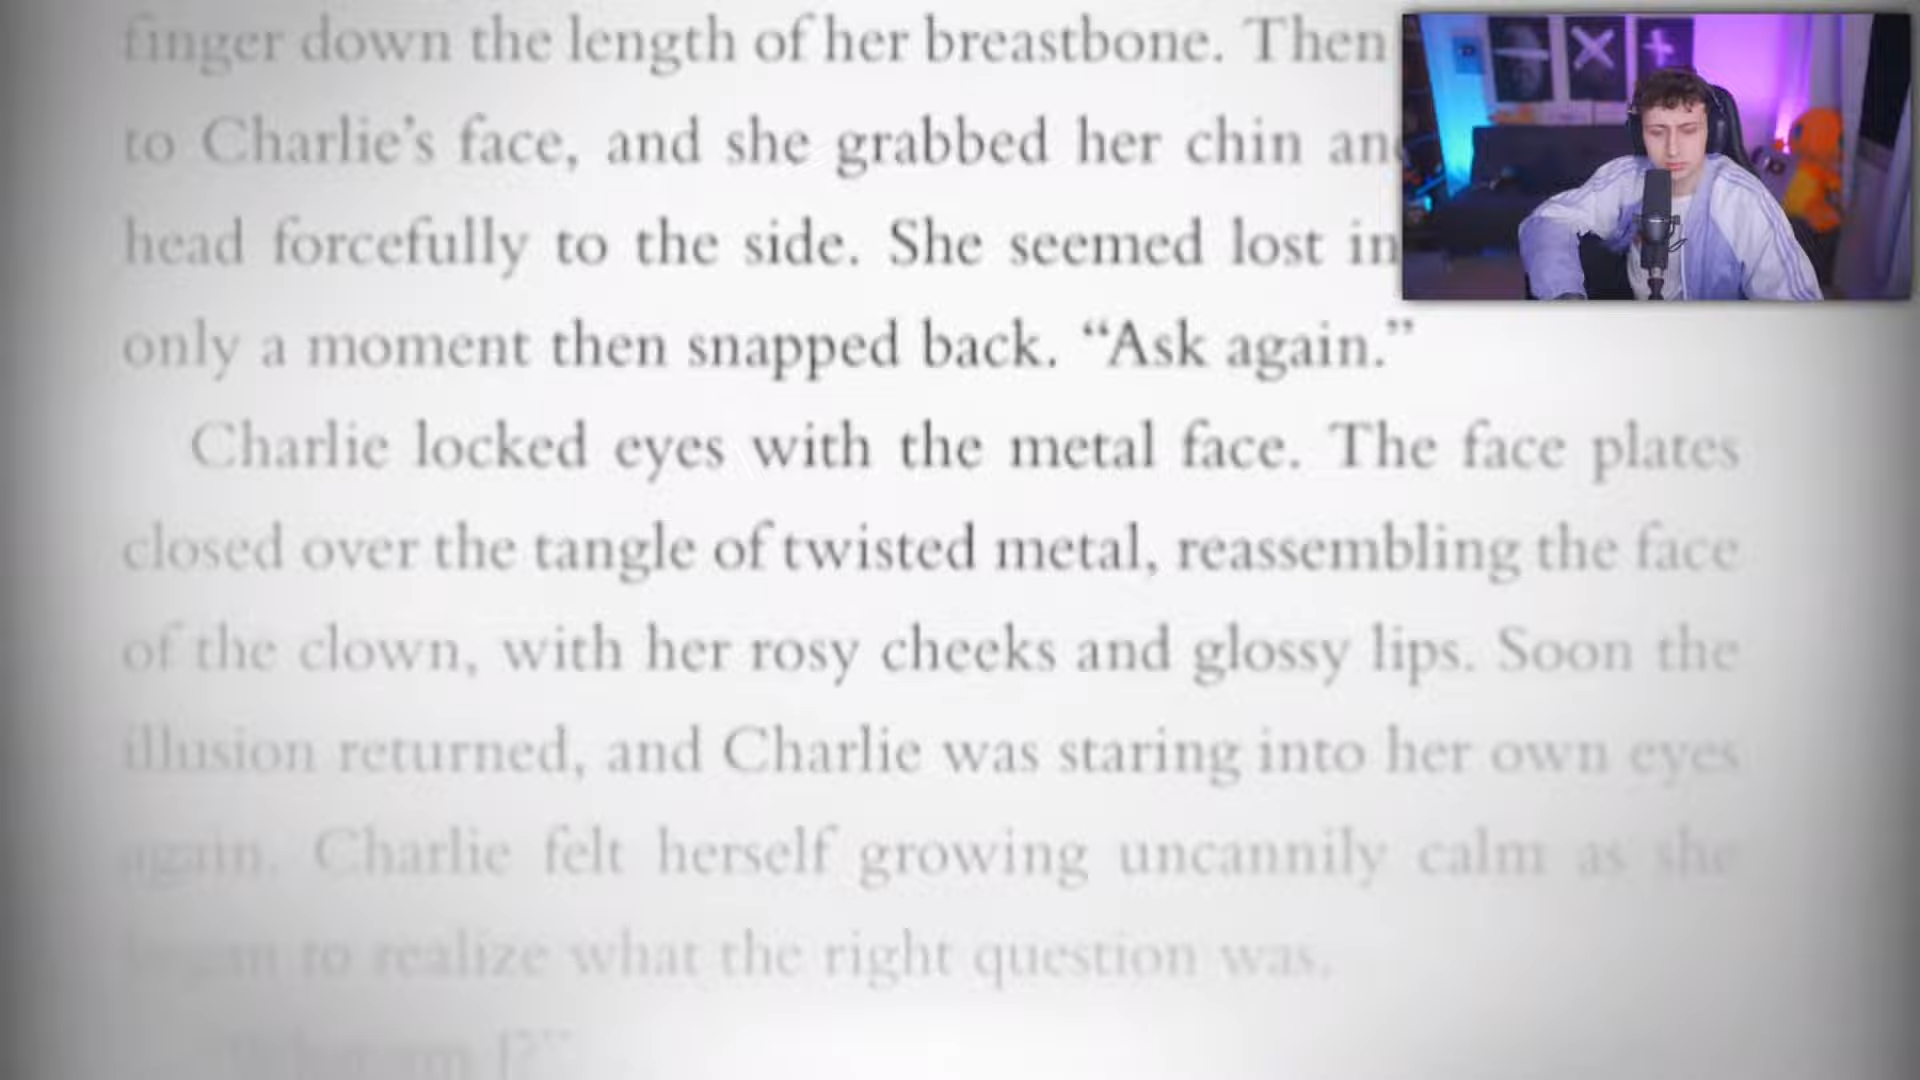 finger down the length of her breastbone. Then
to Charlie’s face, and she grabbed her chin and
head forcefully to the side. She seemed lost in
only a moment then snapped back. “Ask again.”
Charlie locked eyes with the metal face. The face plates
closed over the tangle of twisted metal, reassembling the face
of the clown, with her rosy cheeks and glossy lips. Soon the
illusion returned, and Charlie was staring into her own eyes
again. Charlie felt herself growing uncannily calm as she
began to realize what the right question was.
am I?”